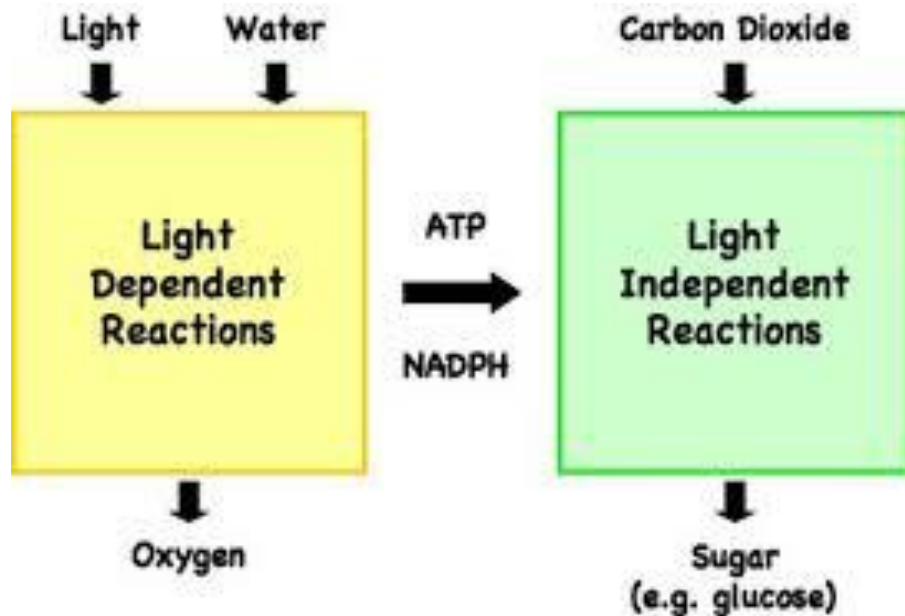 Light
Water
Carbon Dioxide
Light
Dependent
Reactions
ATP
NADPH
Light
Independent
Reactions
Oxygen
Sugar
(e.g. glucose)